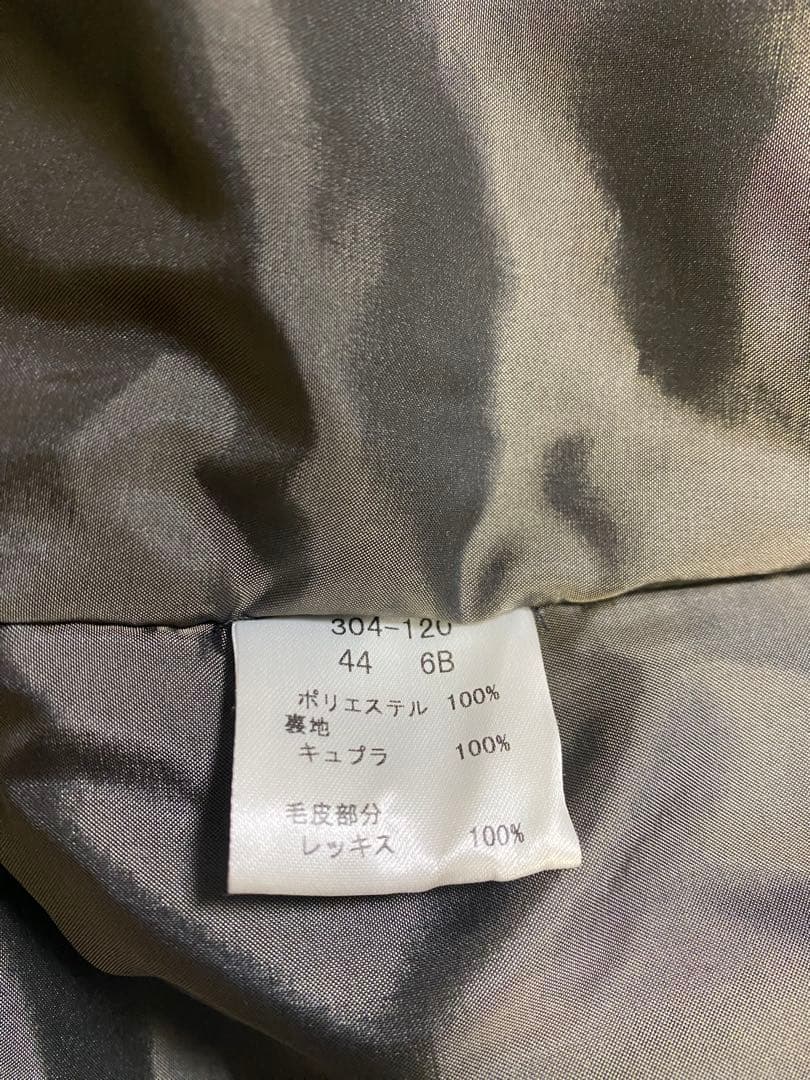 304-120
44 6B
ポリエステル 100%
裏地
キュプラ 100%
毛皮部分
レッキス 100%